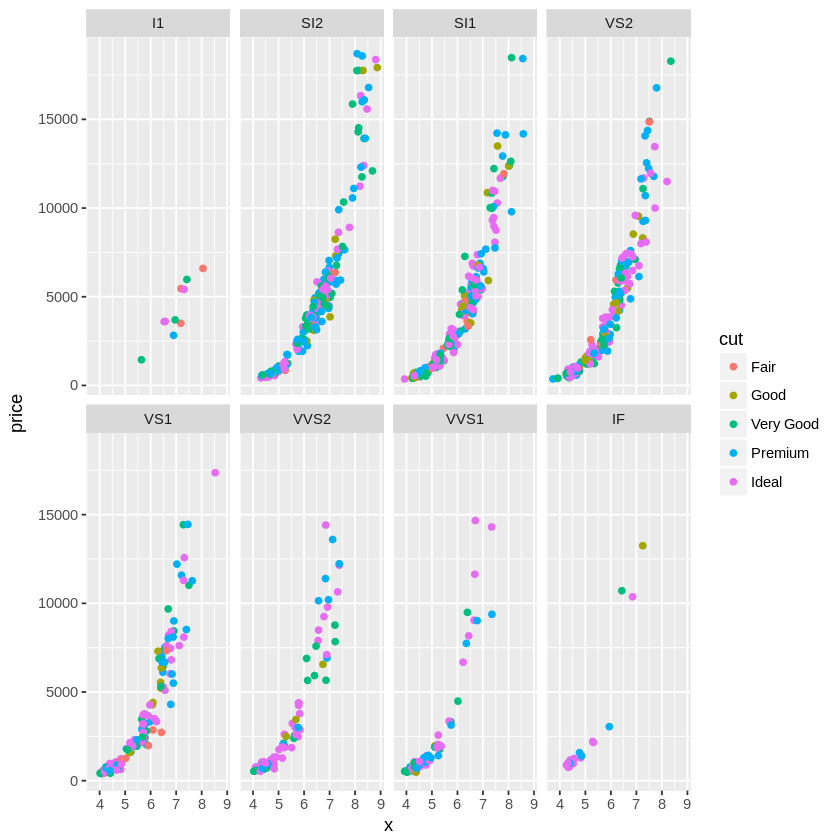 I1 SI2 SI1 VS2
15000
10000
5000
0
price
VS1 VVS2 VVS1 IF
15000
10000
5000
0
4 5 6 7 8 9 4 5 6 7 8 9 4 5 6 7 8 9 4 5 6 7 8 9
x
cut
Fair
Good
Very Good
Premium
Ideal